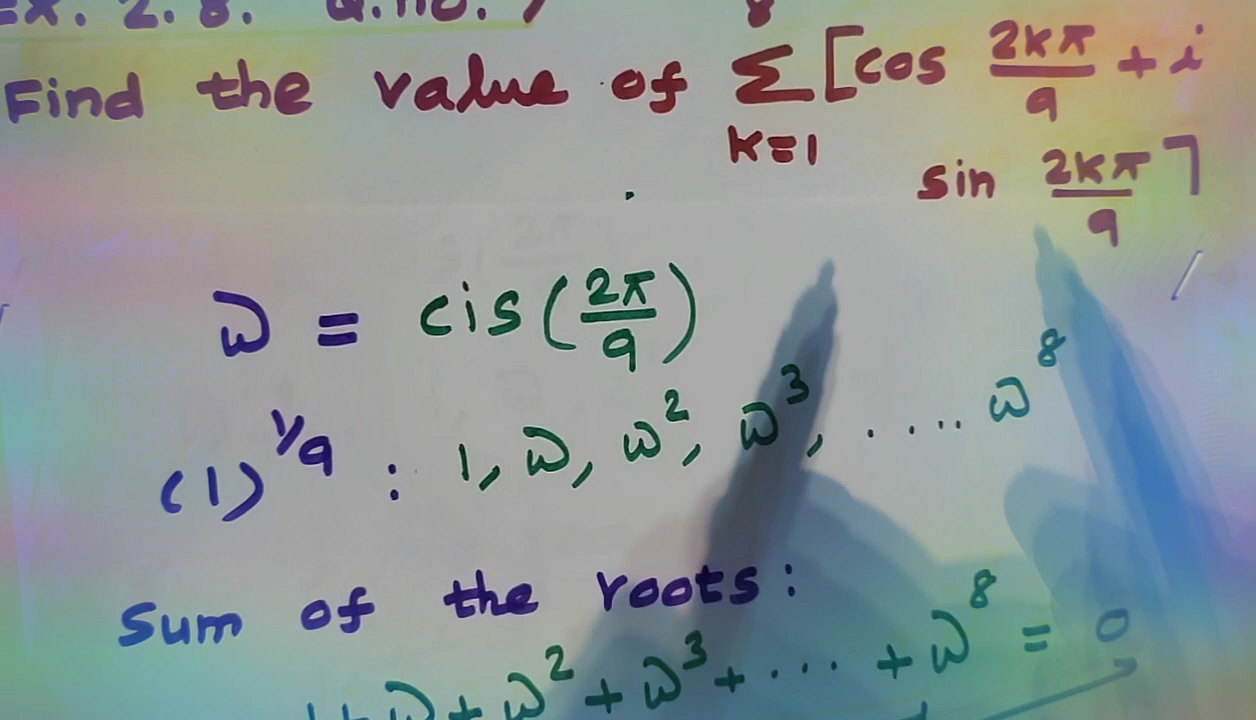 Ex. 2.8. Q.no. 7
Find the value of 8 Σ k=1 [cos 2kπ/9 + i
sin 2kπ/9]
ω = cis(2π/9)
(1)^1/9 : 1, ω, ω², ω³, ..... ω⁸
Sum of the roots:
1+ω+ω²+ω³+.... +ω⁸ = 0